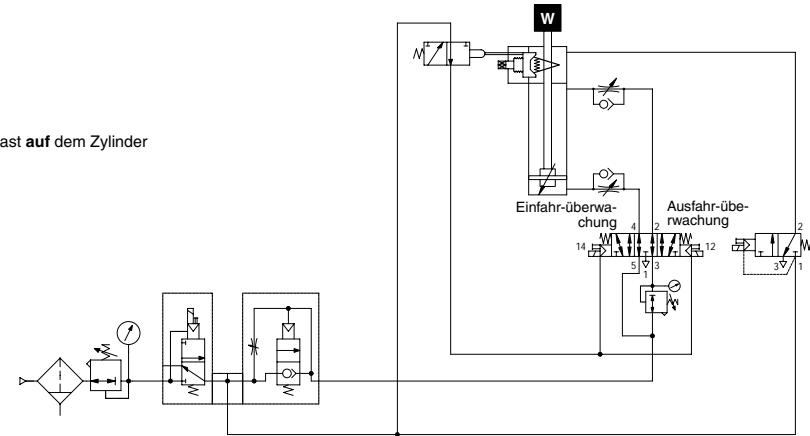 W
ast auf dem Zylinder
Einfahr-überwa-
chung
Ausfahr-übe-
rwachung
4 2
14 12
5 3
1
2
3 1